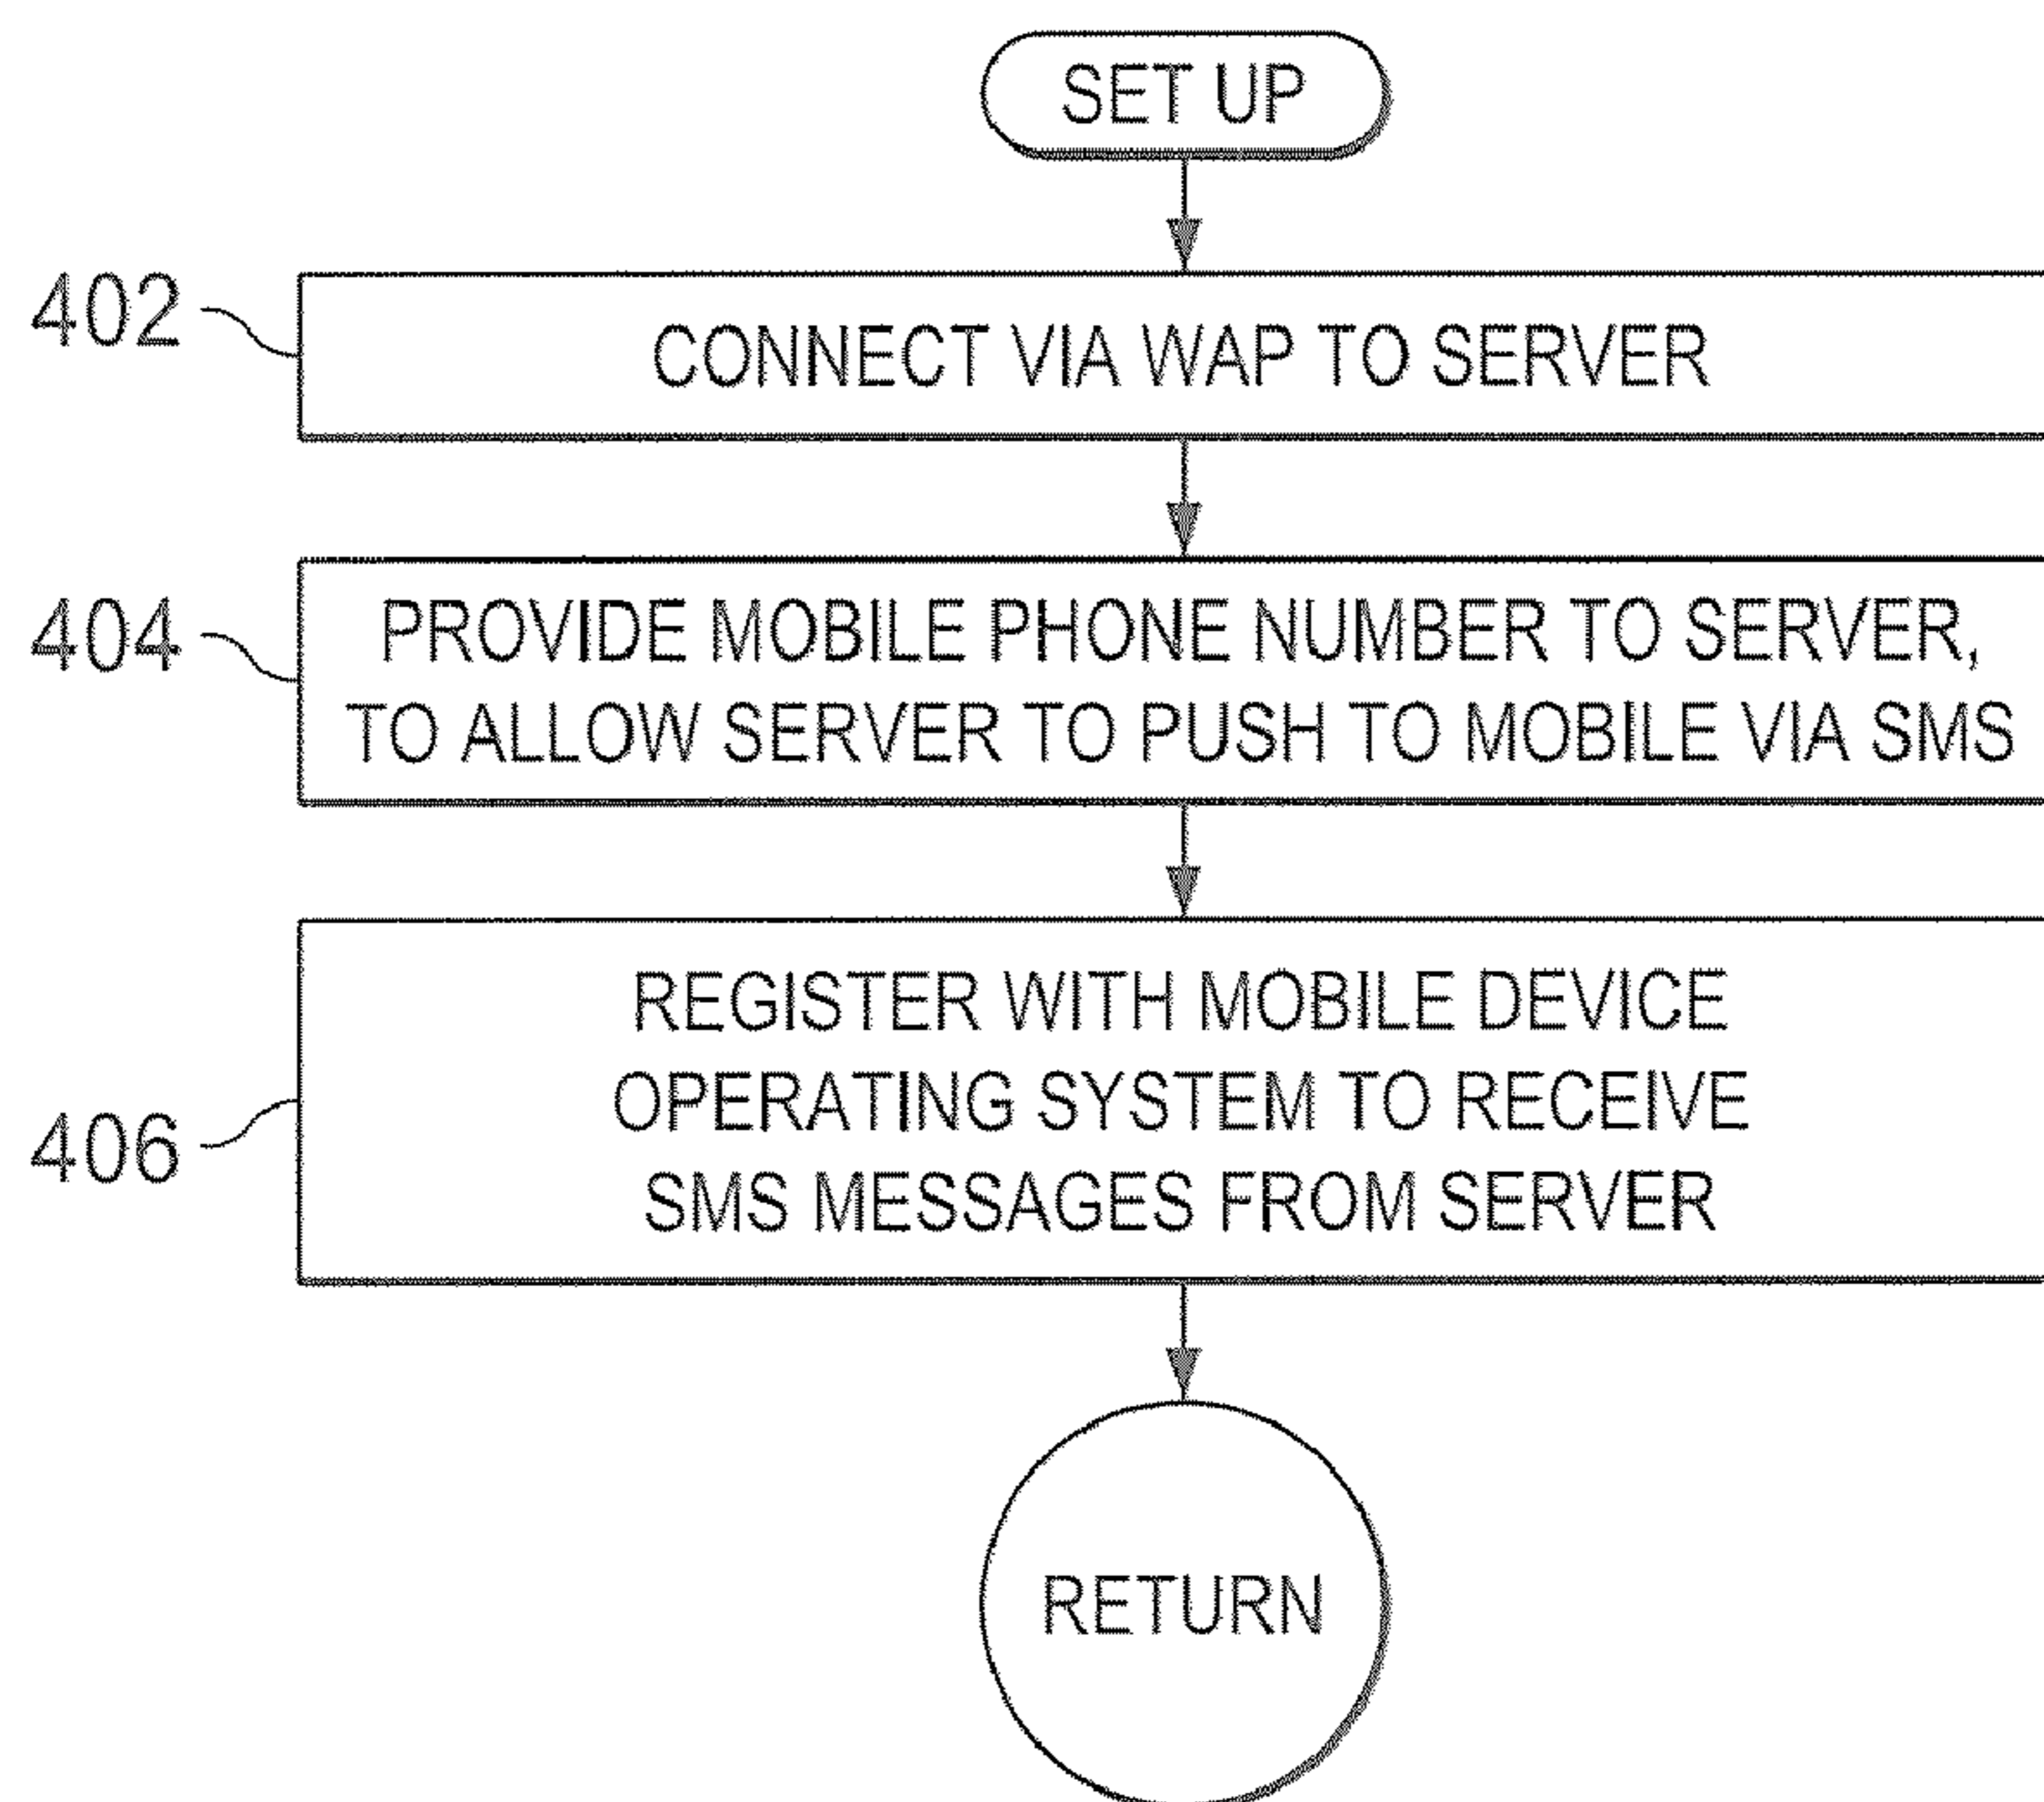 SET UP
402
CONNECT VIA WAP TO SERVER
404
PROVIDE MOBILE PHONE NUMBER TO SERVER,
TO ALLOW SERVER TO PUSH TO MOBILE VIA SMS
406
REGISTER WITH MOBILE DEVICE
OPERATING SYSTEM TO RECEIVE
SMS MESSAGES FROM SERVER
RETURN